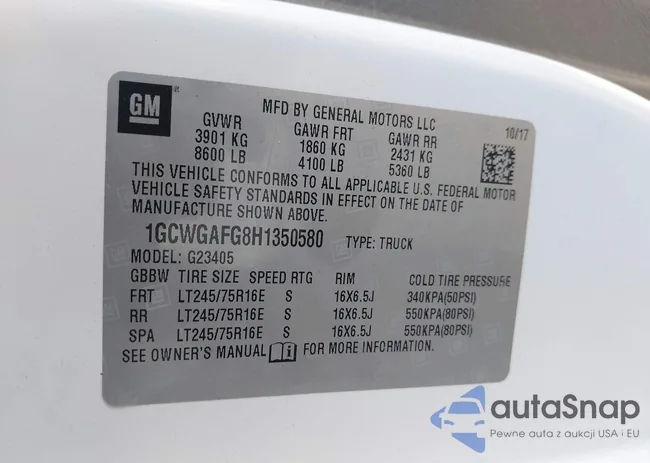 GM
MFD BY GENERAL MOTORS LLC
10/17
GVWR GAWR FRT GAWR RR
3901 KG 1860 KG 2431 KG
8600 LB 4100 LB 5360 LB
THIS VEHICLE CONFORMS TO ALL APPLICABLE U.S. FEDERAL MOTOR
VEHICLE SAFETY STANDARDS IN EFFECT ON THE DATE OF
MANUFACTURE SHOWN ABOVE.
1GCWGAFG8H1350580 TYPE: TRUCK
MODEL: G23405
GBBW TIRE SIZE SPEED RTG RIM COLD TIRE PRESSURE
FRT LT245/75R16E S 16X6.5J 340KPA(50PSI)
RR LT245/75R16E S 16X6.5J 550KPA(80PSI)
SPA LT245/75R16E S 16X6.5J 550KPA(80PSI)
SEE OWNER'S MANUAL FOR MORE INFORMATION.
autaSnap
Pewne auta z aukcji USA i EU